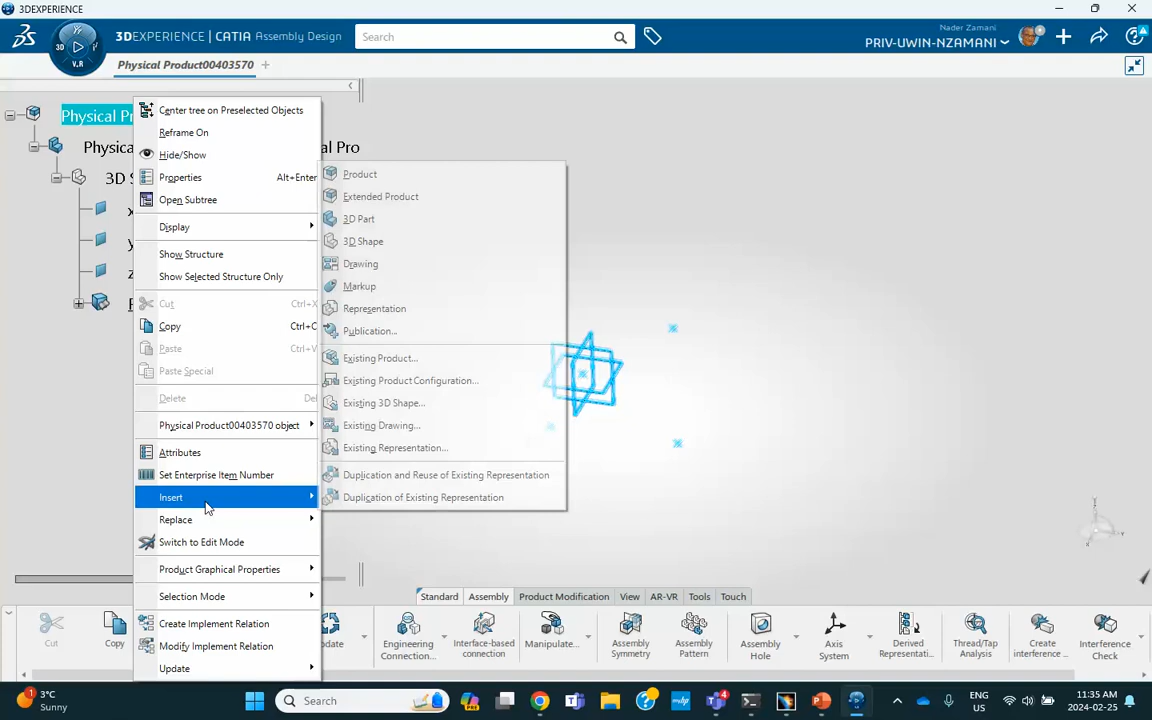 3DEXPERIENCE
3DEXPERIENCE | CATIA Assembly Design
Search
Nader Zamani
PRIV-UWIN-NZAMANI
3D
V.R
Physical Product00403570
Physical Pr
Physica
al Pro
3D S
x
y
z
Center tree on Preselected Objects
Reframe On
Hide/Show
Properties Alt+Enter
Open Subtree
Display
Show Structure
Show Selected Structure Only
Cut Ctrl+X
Copy Ctrl+C
Paste Ctrl+V
Paste Special
Delete Del
Physical Product00403570 object
Attributes
Set Enterprise Item Number
Insert
Replace
Switch to Edit Mode
Product Graphical Properties
Selection Mode
Create Implement Relation
Modify Implement Relation
Update
Product
Extended Product
3D Part
3D Shape
Drawing
Markup
Representation
Publication...
Existing Product...
Existing Product Configuration...
Existing 3D Shape...
Existing Drawing...
Existing Representation...
Duplication and Reuse of Existing Representation
Duplication of Existing Representation
Standard Assembly Product Modification View AR-VR Tools Touch
Cut
Copy
pdate
Engineering
Connection...
Interface-based
connection
Manipulate...
Assembly
Symmetry
Assembly
Pattern
Assembly
Hole
Axis
System
Derived
Representati...
Thread/Tap
Analysis
Create
interference ...
Interference
Check
1
3°C
Sunny
Search
ENG
US
11:35 AM
2024-02-25